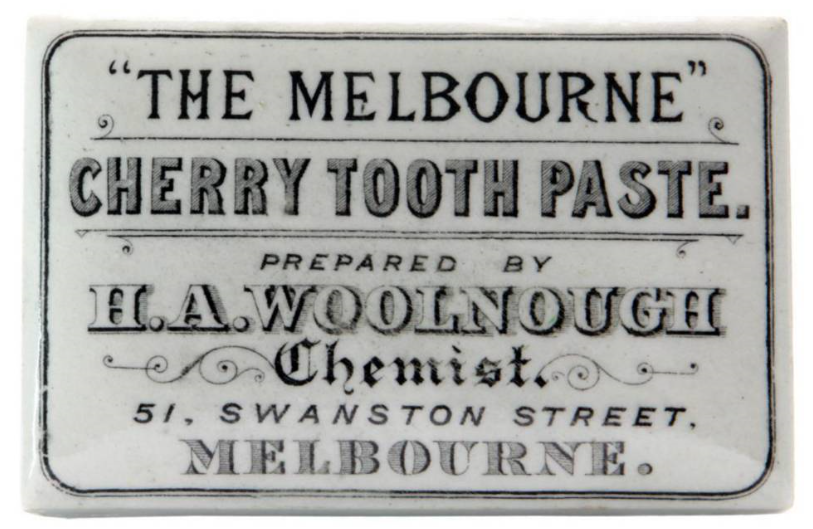 "THE MELBOURNE"
CHERRY TOOTH PASTE.
PREPARED BY
H.A.WOOLNOUGH
Chemist.
51, SWANSTON STREET,
MELBOURNE.